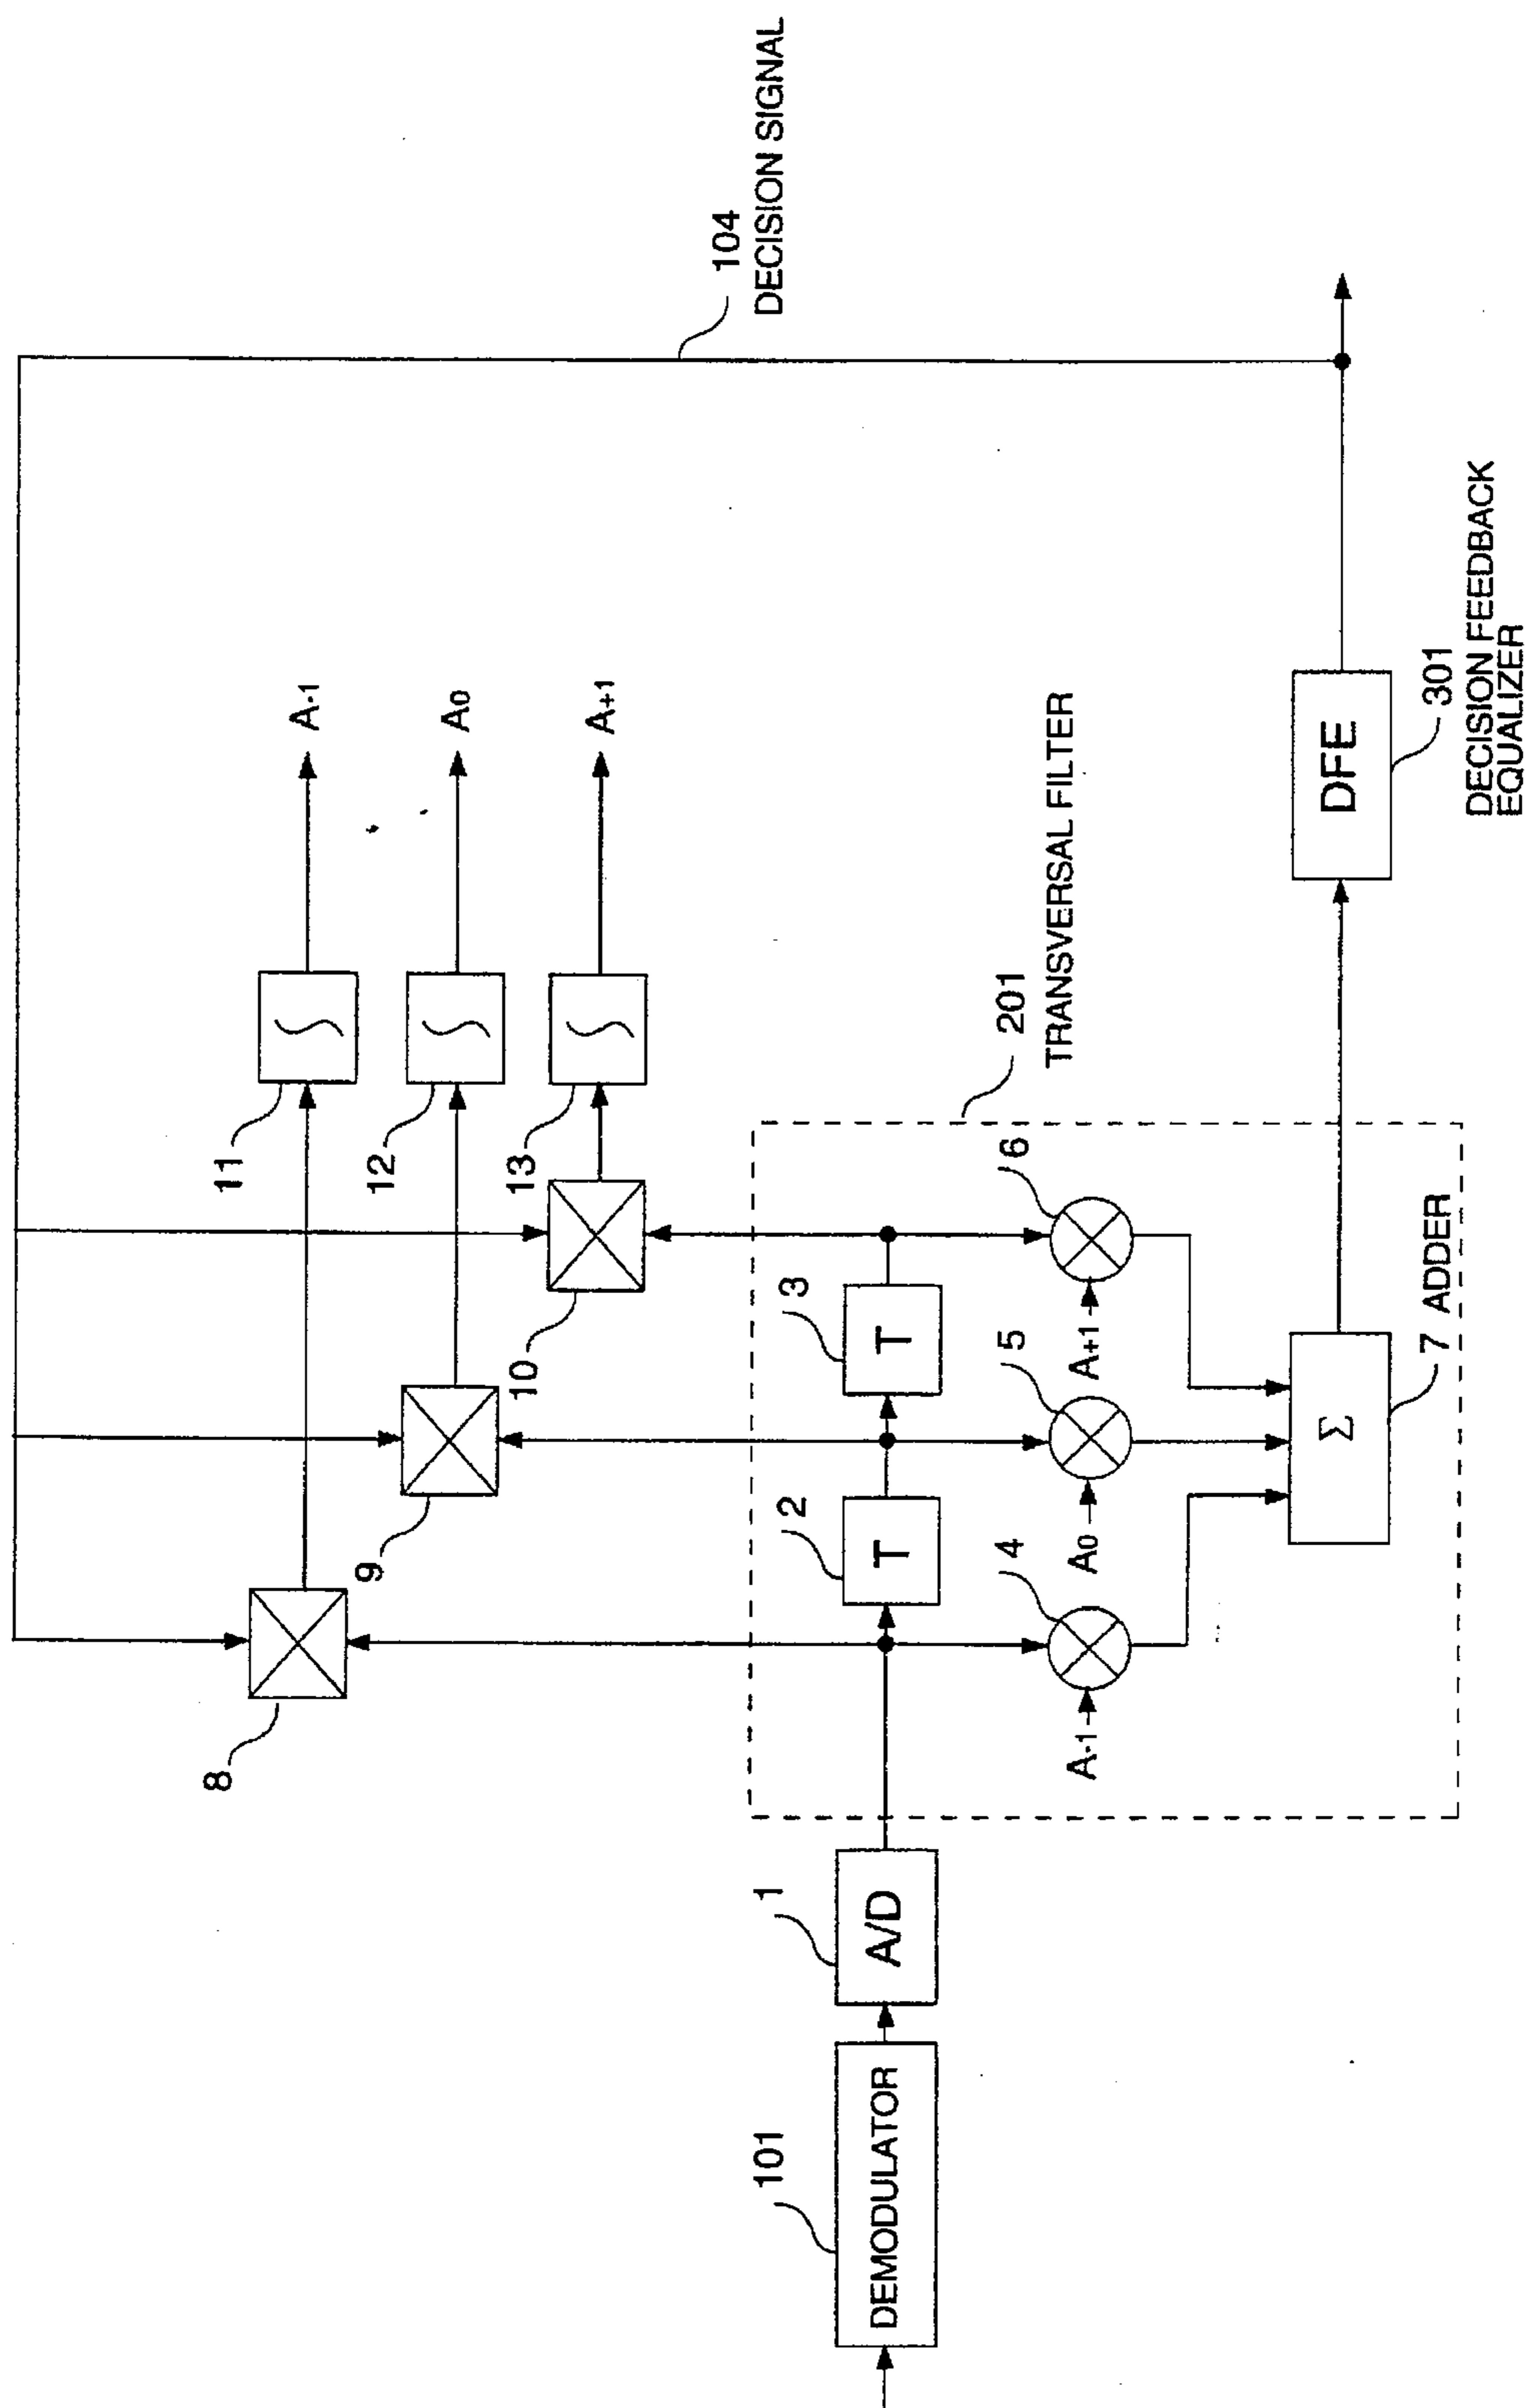 104
DECISION SIGNAL
A-1
A0
A+1
11
12
13
8
9
10
201
TRANSVERSAL FILTER
101
DEMODULATOR
1
A/D
2
T
3
T
A-1
4
A0
5
A+1
6
Σ
7 ADDER
DFE
301
DECISION FEEDBACK
EQUALIZER